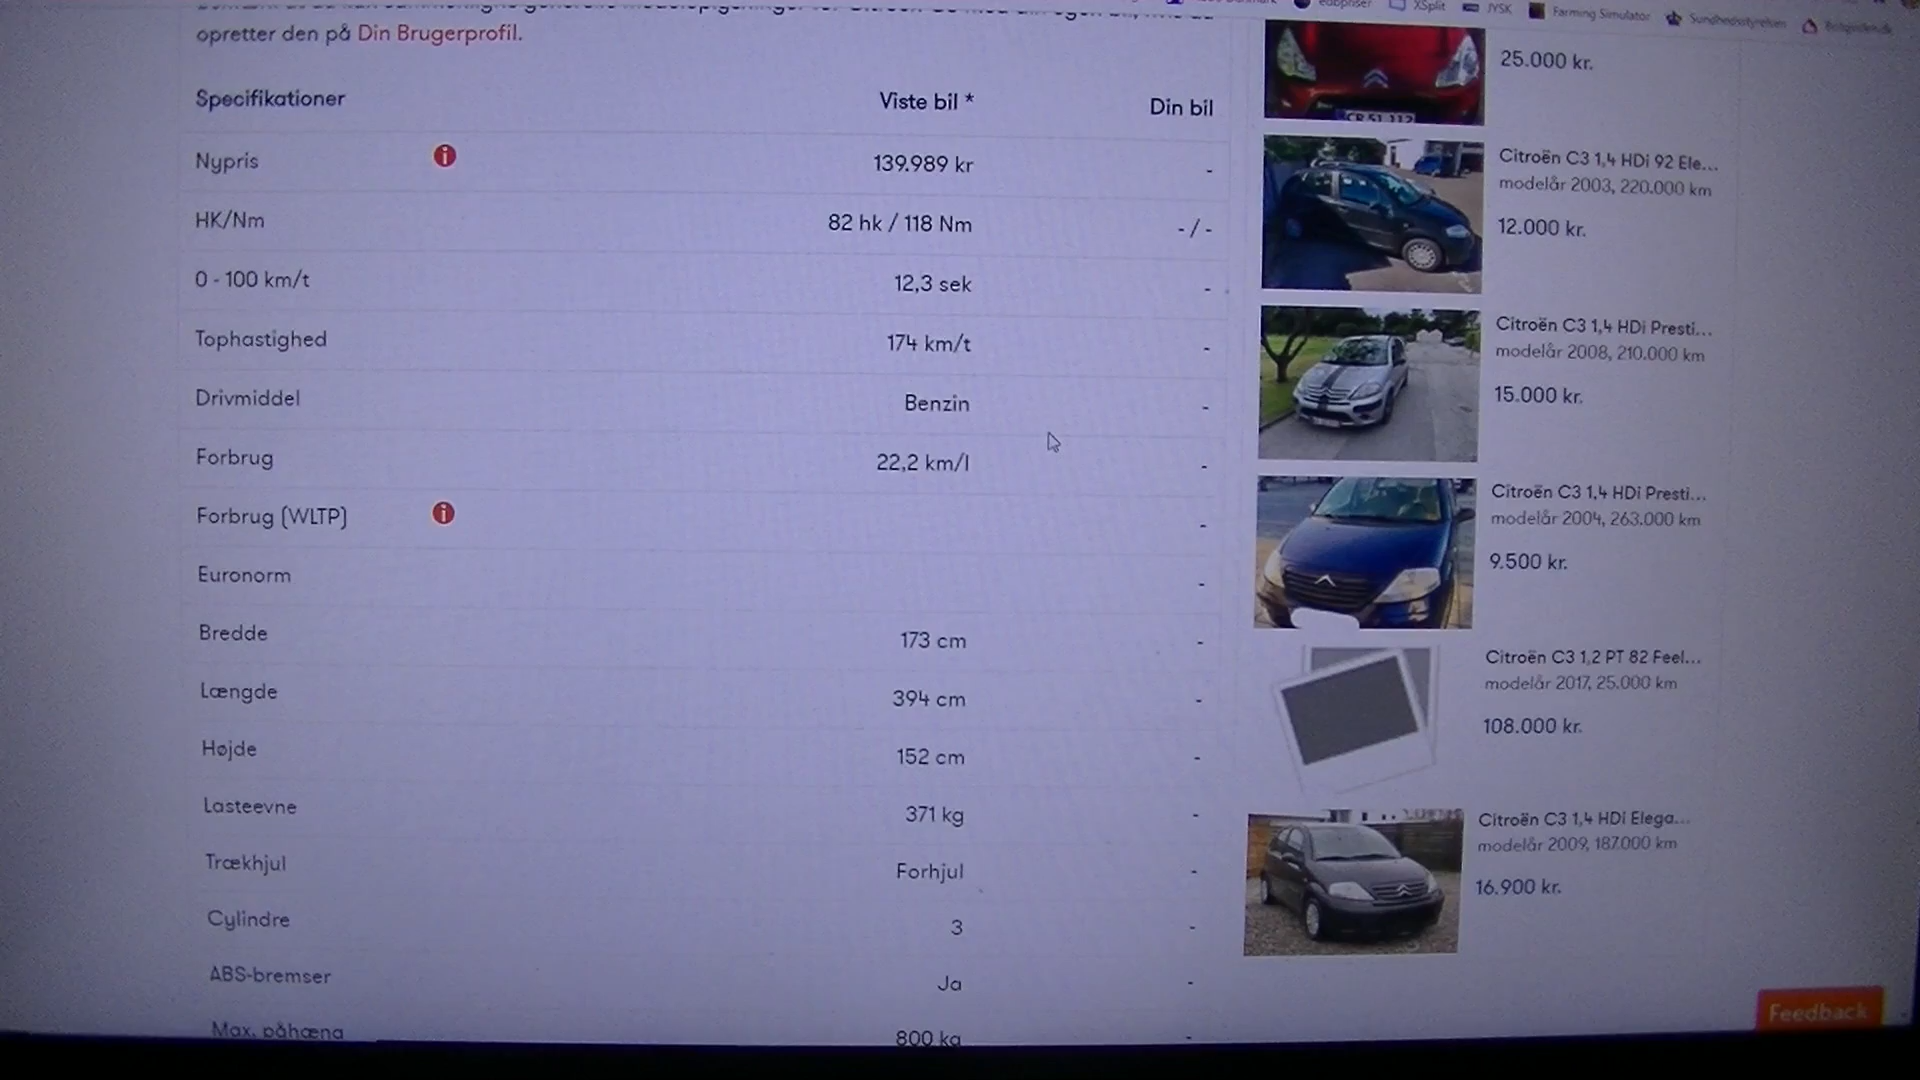 XSplit
JYSK
Farming Simulator
Sundhedsstyrelsen
opretter den på Din Brugerprofil.
Specifikationer Viste bil * Din bil
Nypris 139.989 kr -
HK/Nm 82 hk / 118 Nm - / -
0 - 100 km/t 12,3 sek -
Tophastighed 174 km/t -
Drivmiddel Benzin -
Forbrug 22,2 km/l -
Forbrug (WLTP) -
Euronorm -
Bredde 173 cm -
Længde 394 cm -
Højde 152 cm -
Lasteevne 371 kg -
Trækhjul Forhjul -
Cylindre 3 -
ABS-bremser Ja -
Max. påhæng 800 kg -
25.000 kr.
Citroën C3 1,4 HDi 92 Ele...
modelår 2003, 220.000 km
12.000 kr.
Citroën C3 1,4 HDi Presti...
modelår 2008, 210.000 km
15.000 kr.
Citroën C3 1,4 HDi Presti...
modelår 2004, 263.000 km
9.500 kr.
Citroën C3 1,2 PT 82 Feel...
modelår 2017, 25.000 km
108.000 kr.
Citroën C3 1,4 HDi Elega...
modelår 2009, 187.000 km
16.900 kr.
Feedback